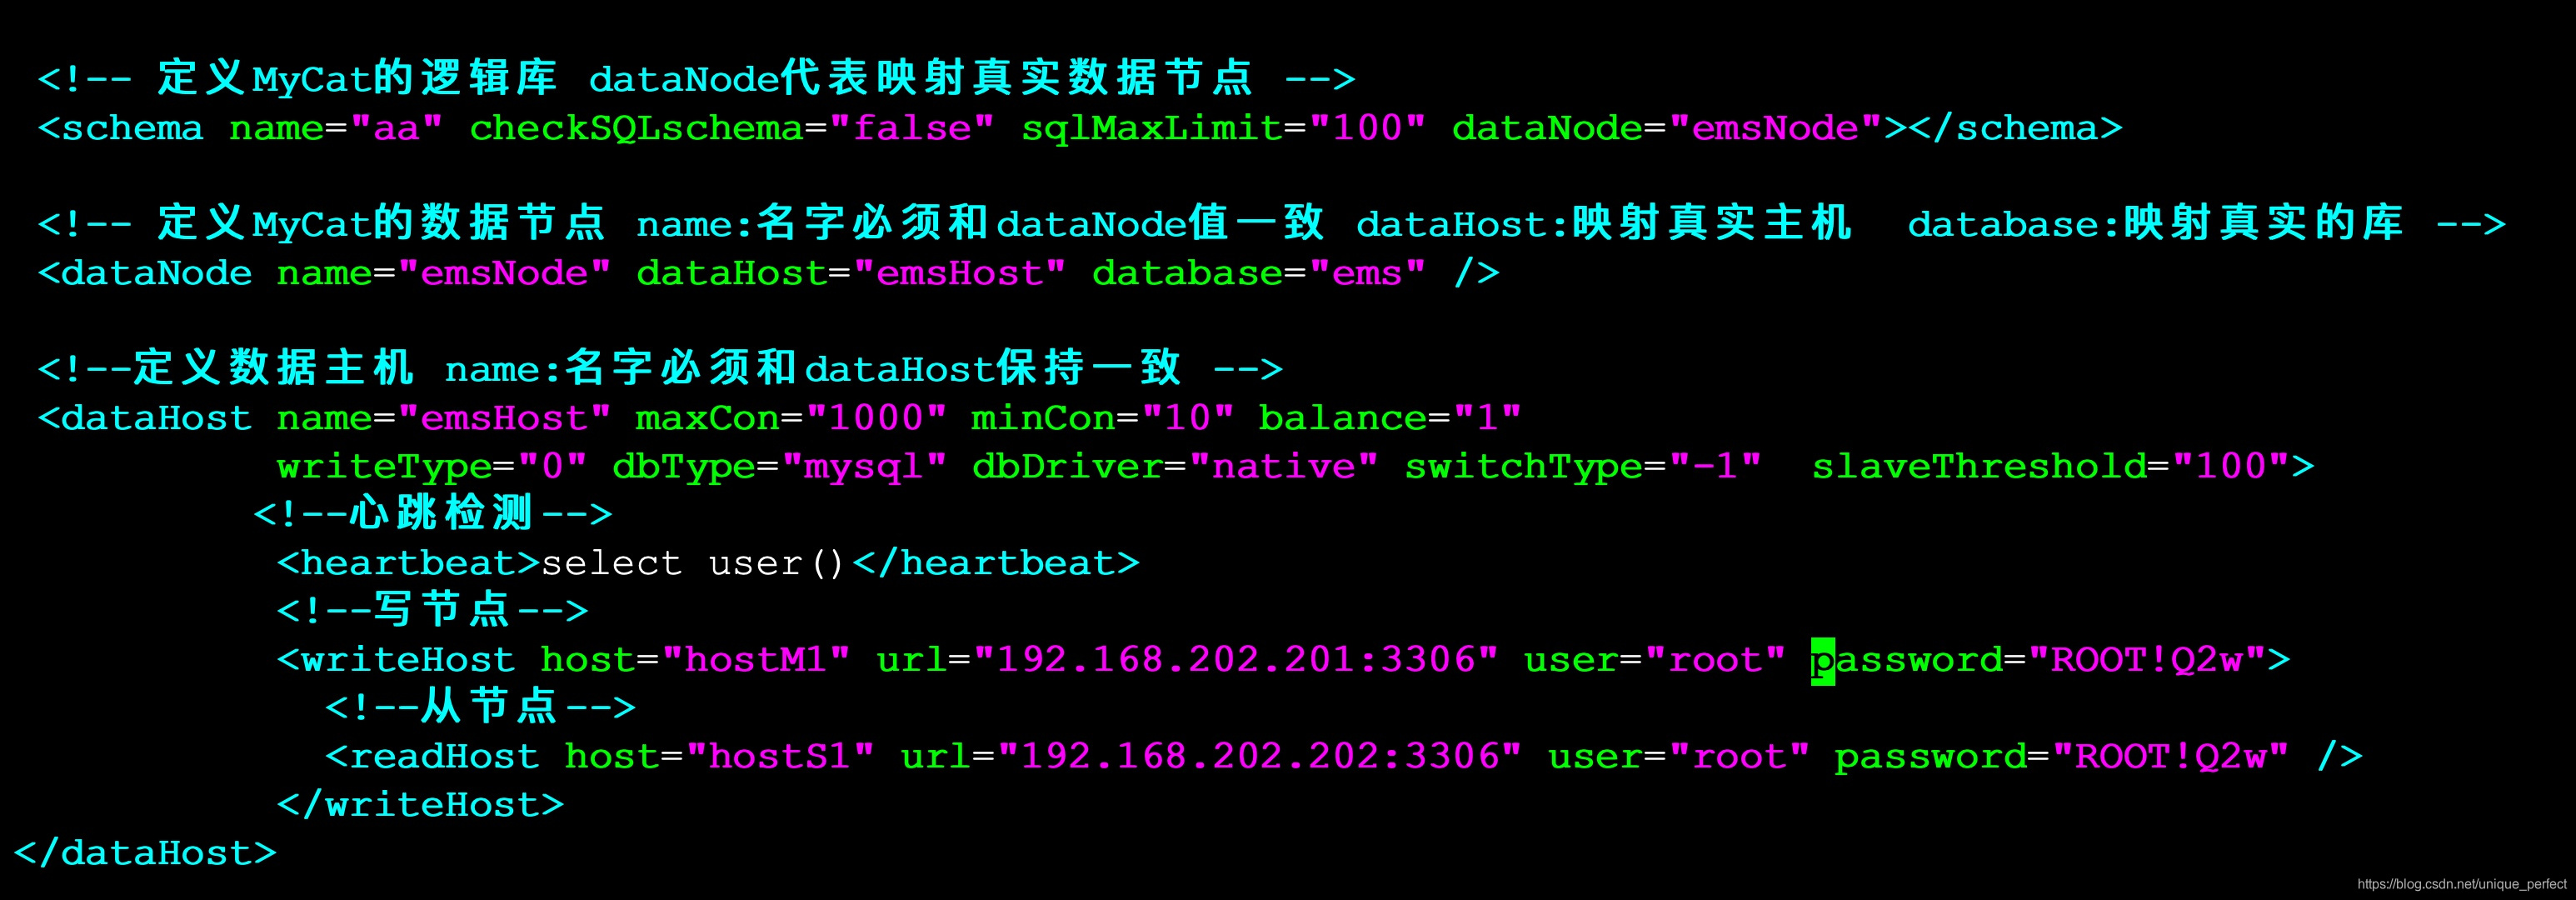 <!-- 定义MyCat的逻辑库 dataNode代表映射真实数据节点 -->
<schema name="aa" checkSQLschema="false" sqlMaxLimit="100" dataNode="emsNode"></schema>
<!-- 定义MyCat的数据节点 name:名字必须和dataNode值一致 dataHost:映射真实主机  database:映射真实的库 -->
<dataNode name="emsNode" dataHost="emsHost" database="ems" />
<!--定义数据主机 name:名字必须和dataHost保持一致 -->
<dataHost name="emsHost" maxCon="1000" minCon="10" balance="1"
writeType="0" dbType="mysql" dbDriver="native" switchType="-1"  slaveThreshold="100">
<!--心跳检测-->
<heartbeat>select user()</heartbeat>
<!--写节点-->
<writeHost host="hostM1" url="192.168.202.201:3306" user="root" password="ROOT!Q2w">
<!--从节点-->
<readHost host="hostS1" url="192.168.202.202:3306" user="root" password="ROOT!Q2w" />
</writeHost>
</dataHost>
https://blog.csdn.net/unique_perfect